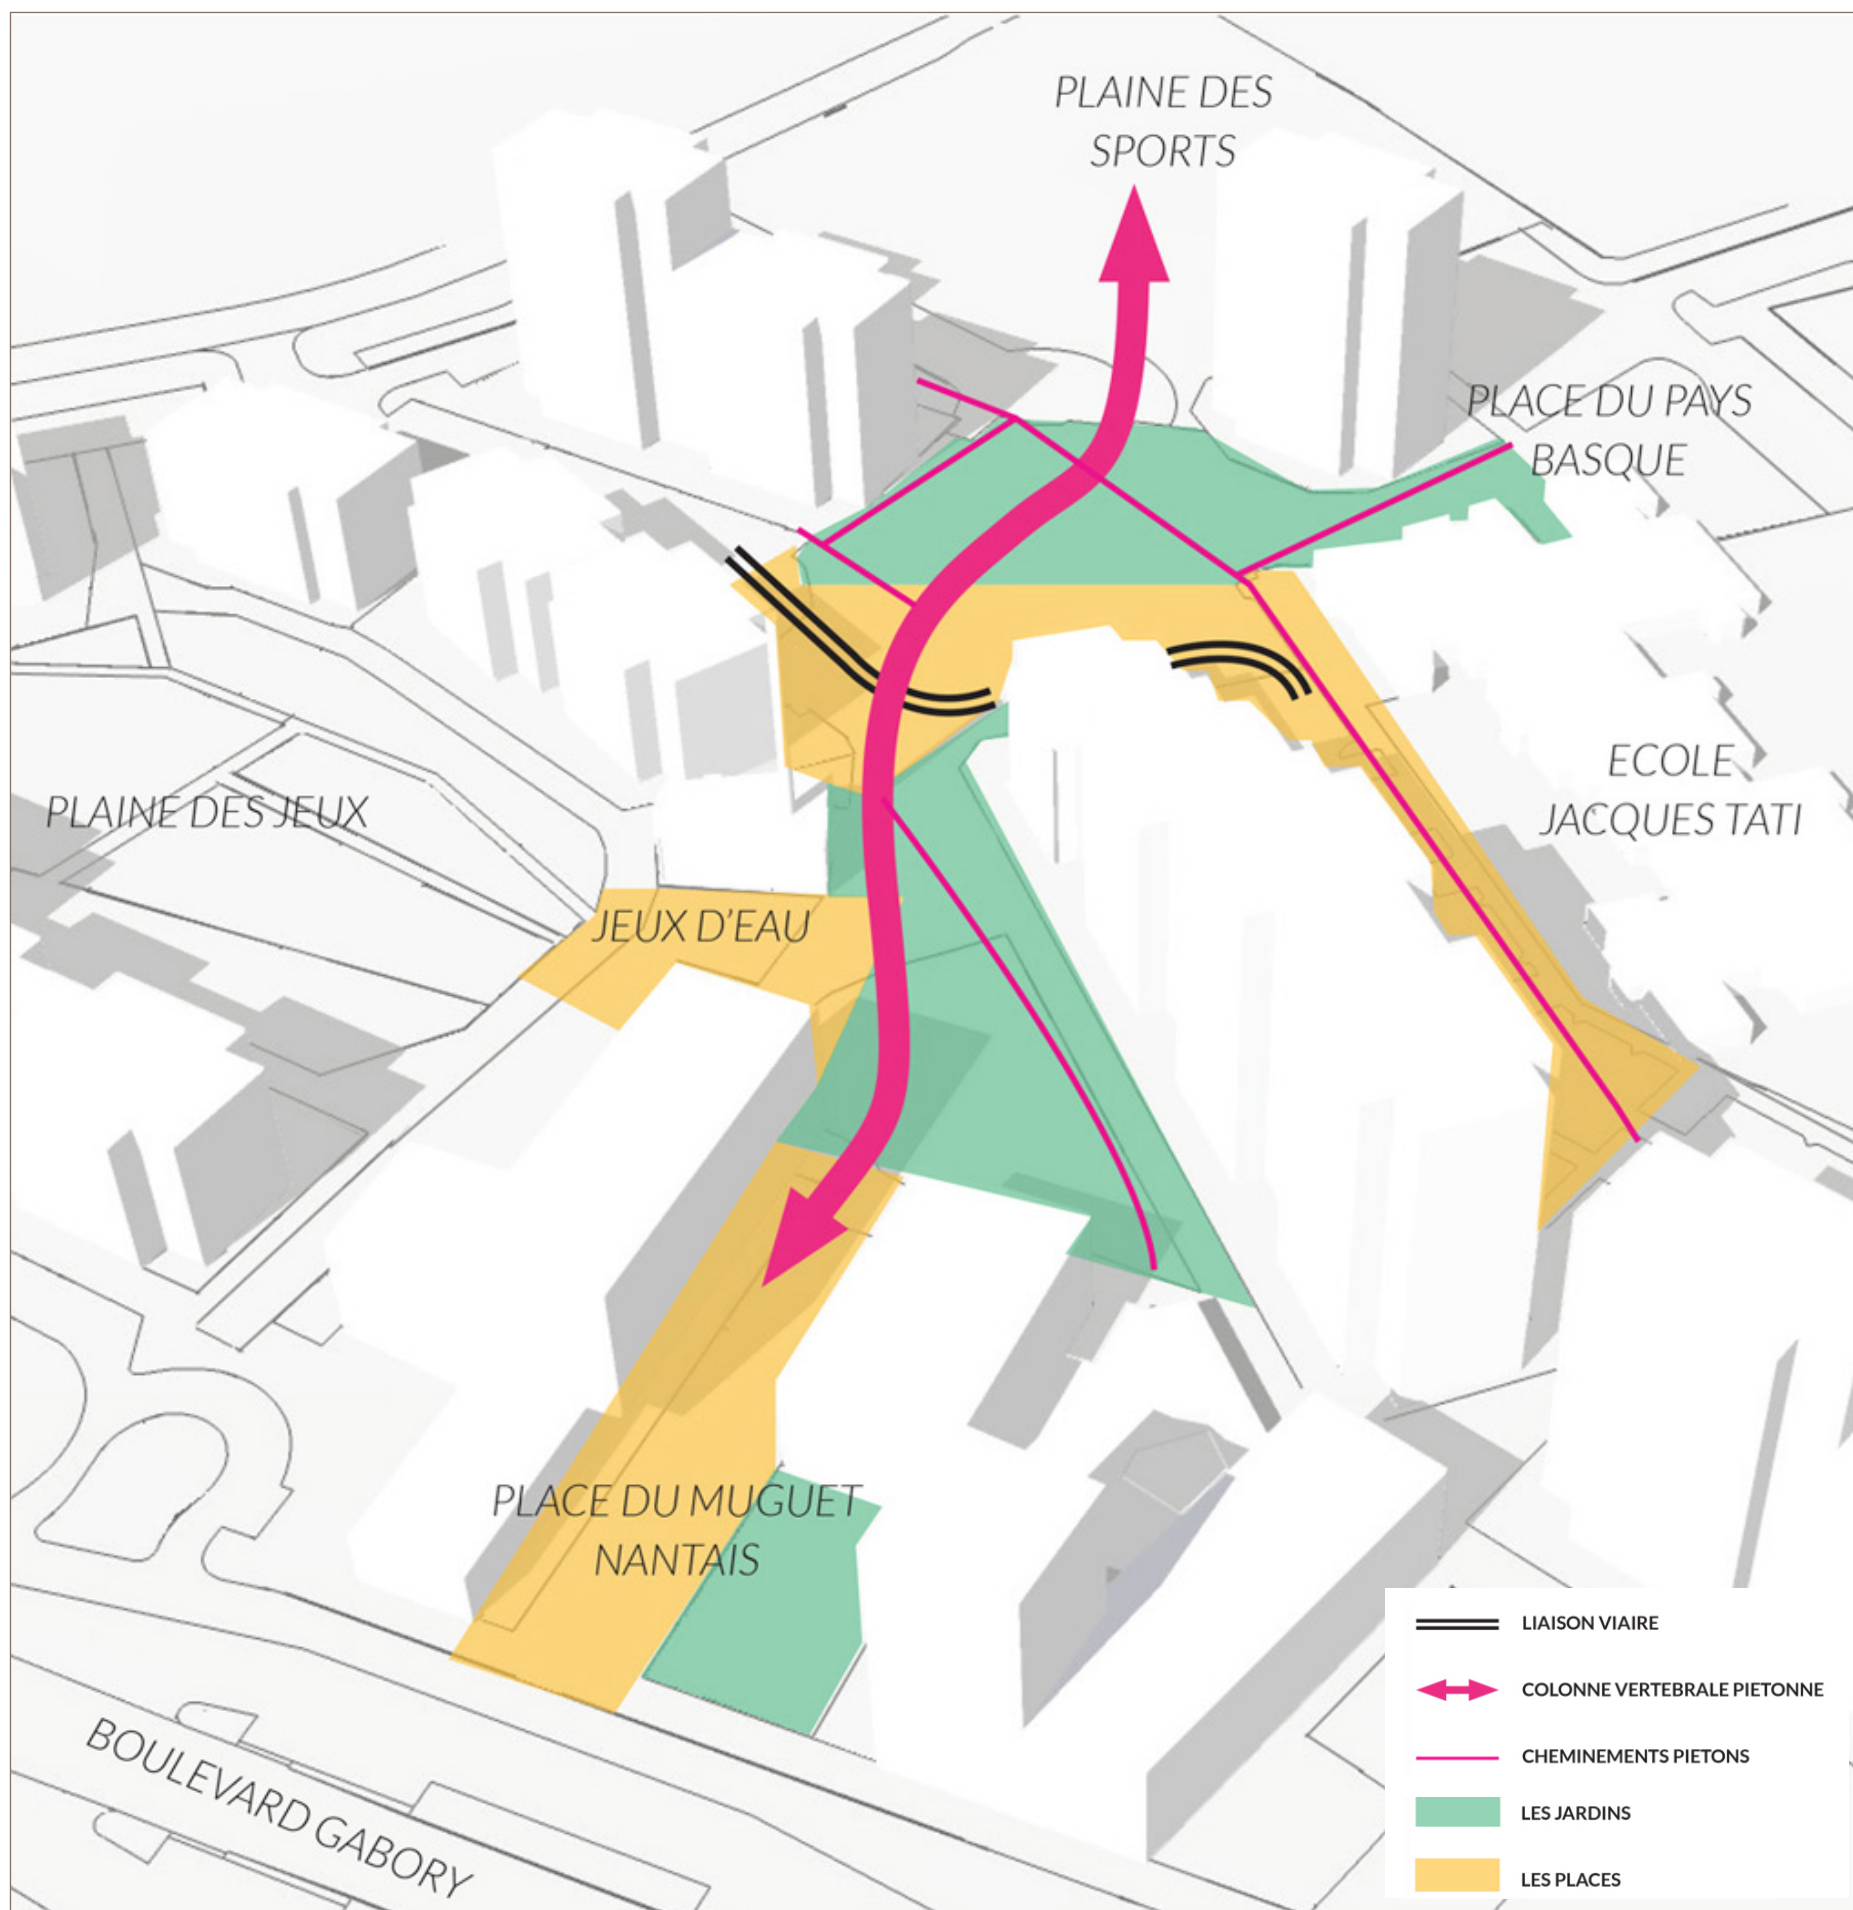 PLAINE DES
SPORTS
PLACE DU PAYS
BASQUE
ECOLE
JACQUES TATI
PLAINE DES JEUX
JEUX D'EAU
PLACE DU MUGUET
NANTAIS
BOULEVARD GABORY
LIAISON VIAIRE
COLONNE VERTEBRALE PIETONNE
CHEMINEMENTS PIETONS
LES JARDINS
LES PLACES